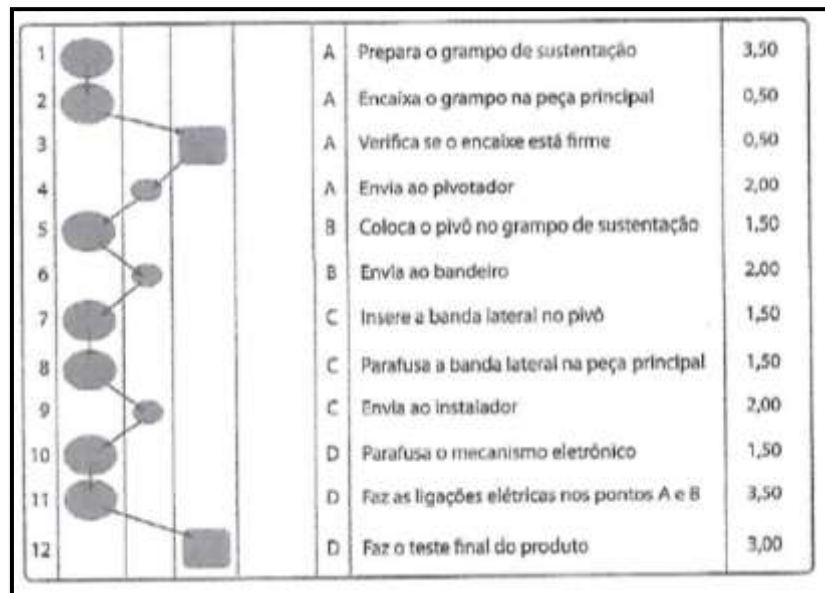 1 A Prepara o grampo de sustentação 3,50
2 A Encaixa o grampo na peça principal 0,50
3 A Verifica se o encaixe está firme 0,50
4 A Envia ao pivotador 2,00
5 B Coloca o pivô no grampo de sustentação 1,50
6 B Envia ao bandeiro 2,00
7 C Insere a banda lateral no pivô 1,50
8 C Parafusa a banda lateral na peça principal 1,50
9 C Envia ao instalador 2,00
10 D Parafusa o mecanismo eletrônico 1,50
11 D Faz as ligações elétricas nos pontos A e B 3,50
12 D Faz o teste final do produto 3,00